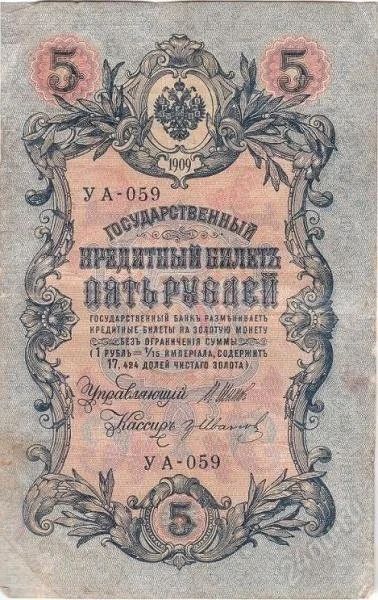 5 5
1909
УА-059
ГОСУДАРСТВЕННЫЙ
КРЕДИТНЫЙ БИЛЕТЪ
ПЯТЬ РУБЛЕЙ
ГОСУДАРСТВЕННЫЙ БАНКЪ РАЗМѢНИВАЕТЪ
КРЕДИТНЫЕ БИЛЕТЫ НА ЗОЛОТУЮ МОНЕТУ
БЕЗЪ ОГРАНИЧЕНІЯ СУММЫ
(1 РУБЛЬ = 1/15 ИМПЕРІАЛА, СОДЕРЖИТЪ
17,424 ДОЛЕЙ ЧИСТАГО ЗОЛОТА)
Управляющій
Кассиръ
УА-059
5